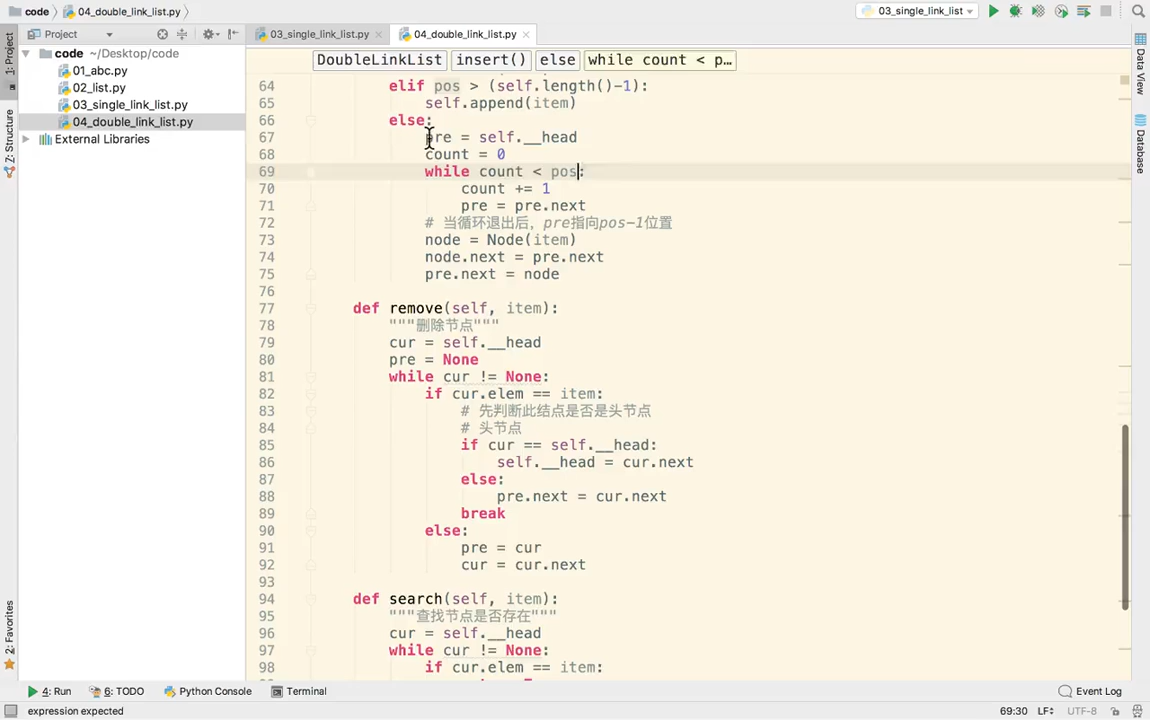 code 04_double_link_list.py 03_single_link_list
Project 03_single_link_list.py 04_double_link_list.py
1: Project
Z: Structure
2: Favorites
Data View
Database
code ~/Desktop/code
01_abc.py
02_list.py
03_single_link_list.py
04_double_link_list.py
External Libraries
DoubleLinkList insert() else while count < p...
64 elif pos > (self.length()-1):
65 self.append(item)
66 else:
67 pre = self.__head
68 count = 0
69 while count < pos:
70 count += 1
71 pre = pre.next
72 # 当循环退出后，pre指向pos-1位置
73 node = Node(item)
74 node.next = pre.next
75 pre.next = node
76
77 def remove(self, item):
78 """删除节点"""
79 cur = self.__head
80 pre = None
81 while cur != None:
82 if cur.elem == item:
83 # 先判断此结点是否是头节点
84 # 头节点
85 if cur == self.__head:
86 self.__head = cur.next
87 else:
88 pre.next = cur.next
89 break
90 else:
91 pre = cur
92 cur = cur.next
93
94 def search(self, item):
95 """查找节点是否存在"""
96 cur = self.__head
97 while cur != None:
98 if cur.elem == item:
4: Run 6: TODO Python Console Terminal Event Log
expression expected 69:30 LF UTF-8